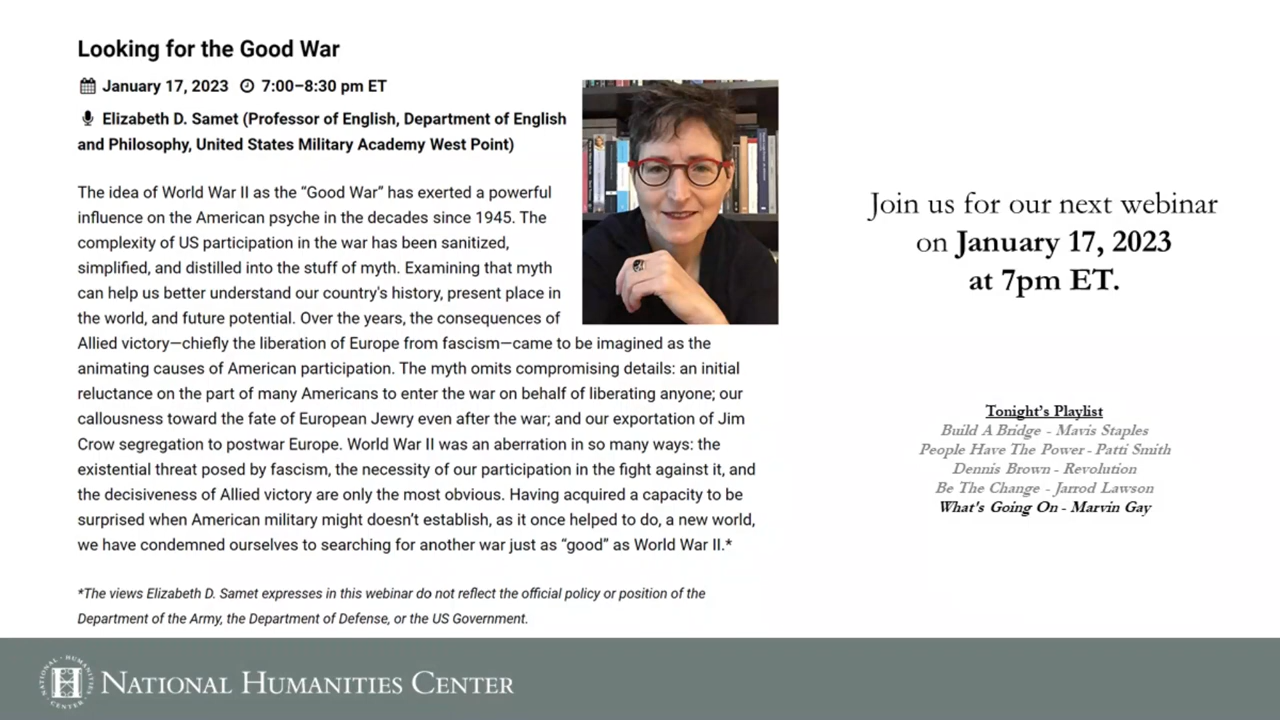 Looking for the Good War
January 17, 2023 7:00–8:30 pm ET
Elizabeth D. Samet (Professor of English, Department of English
and Philosophy, United States Military Academy West Point)
The idea of World War II as the “Good War” has exerted a powerful
influence on the American psyche in the decades since 1945. The
complexity of US participation in the war has been sanitized,
simplified, and distilled into the stuff of myth. Examining that myth
can help us better understand our country's history, present place in
the world, and future potential. Over the years, the consequences of
Allied victory—chiefly the liberation of Europe from fascism—came to be imagined as the
animating causes of American participation. The myth omits compromising details: an initial
reluctance on the part of many Americans to enter the war on behalf of liberating anyone; our
callousness toward the fate of European Jewry even after the war; and our exportation of Jim
Crow segregation to postwar Europe. World War II was an aberration in so many ways: the
existential threat posed by fascism, the necessity of our participation in the fight against it, and
the decisiveness of Allied victory are only the most obvious. Having acquired a capacity to be
surprised when American military might doesn't establish, as it once helped to do, a new world,
we have condemned ourselves to searching for another war just as “good” as World War II.*
*The views Elizabeth D. Samet expresses in this webinar do not reflect the official policy or position of the
Department of the Army, the Department of Defense, or the US Government.
Join us for our next webinar
on January 17, 2023
at 7pm ET.
Tonight's Playlist
Build A Bridge - Mavis Staples
People Have The Power - Patti Smith
Dennis Brown - Revolution
Be The Change - Jarrod Lawson
What's Going On - Marvin Gay
NATIONAL · HUMANITIES · CENTER ·
NATIONAL HUMANITIES CENTER